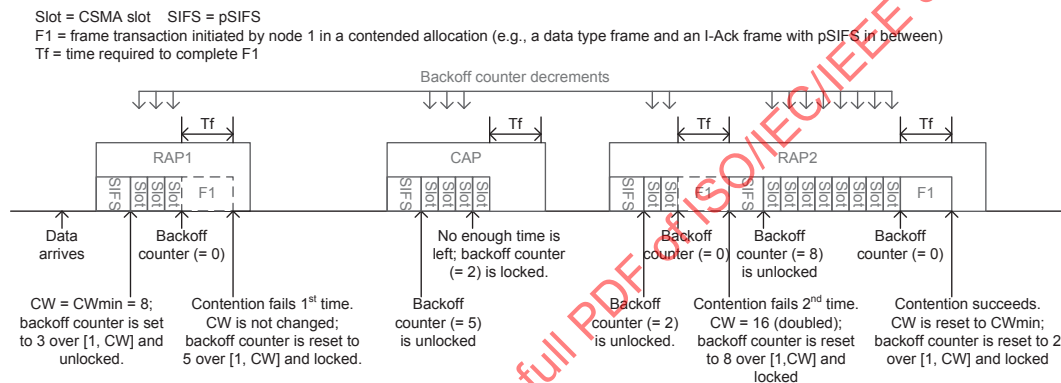 Slot = CSMA slot SIFS = pSIFS
F1 = frame transaction initiated by node 1 in a contended allocation (e.g., a data type frame and an I-Ack frame with pSIFS in between)
Tf = time required to complete F1
Backoff counter decrements
Tf
Tf
Tf
Tf
RAP1
CAP
RAP2
SIFS
Slot
Slot
Slot
F1
SIFS
Slot
Slot
Slot
SIFS
Slot
Slot
F1
SIFS
Slot
Slot
Slot
Slot
Slot
Slot
Slot
Slot
F1
Data
arrives
Backoff
counter (= 0)
No enough time is
left; backoff counter
(= 2) is locked.
Backoff
counter (= 0)
Backoff
counter (= 8)
is unlocked
Backoff
counter (= 0)
CW = CWmin = 8;
backoff counter is set
to 3 over [1, CW] and
unlocked.
Contention fails 1st time.
CW is not changed;
backoff counter is reset to
5 over [1, CW] and locked.
Backoff
counter (= 5)
is unlocked
Backoff
counter (= 2)
is unlocked.
Contention fails 2nd time.
CW = 16 (doubled);
backoff counter is reset
to 8 over [1,CW] and
locked
Contention succeeds.
CW is reset to CWmin;
backoff counter is reset to 2
over [1, CW] and locked
full PDF of ISO/IEC/IEEE